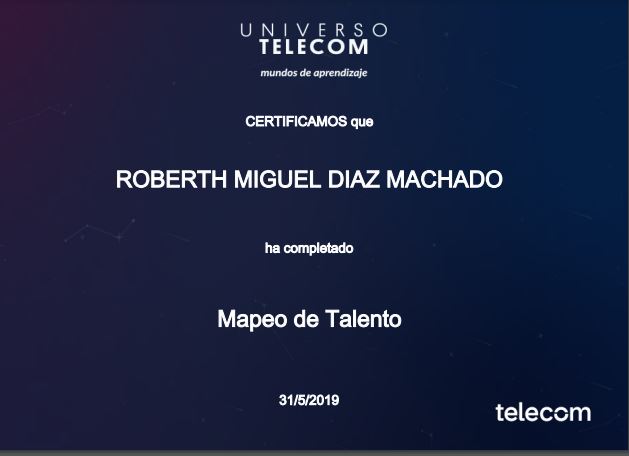 UNIVERSO
TELECOM
mundos de aprendizaje
CERTIFICAMOS que
ROBERTH MIGUEL DIAZ MACHADO
ha completado
Mapeo de Talento
31/5/2019
telecom